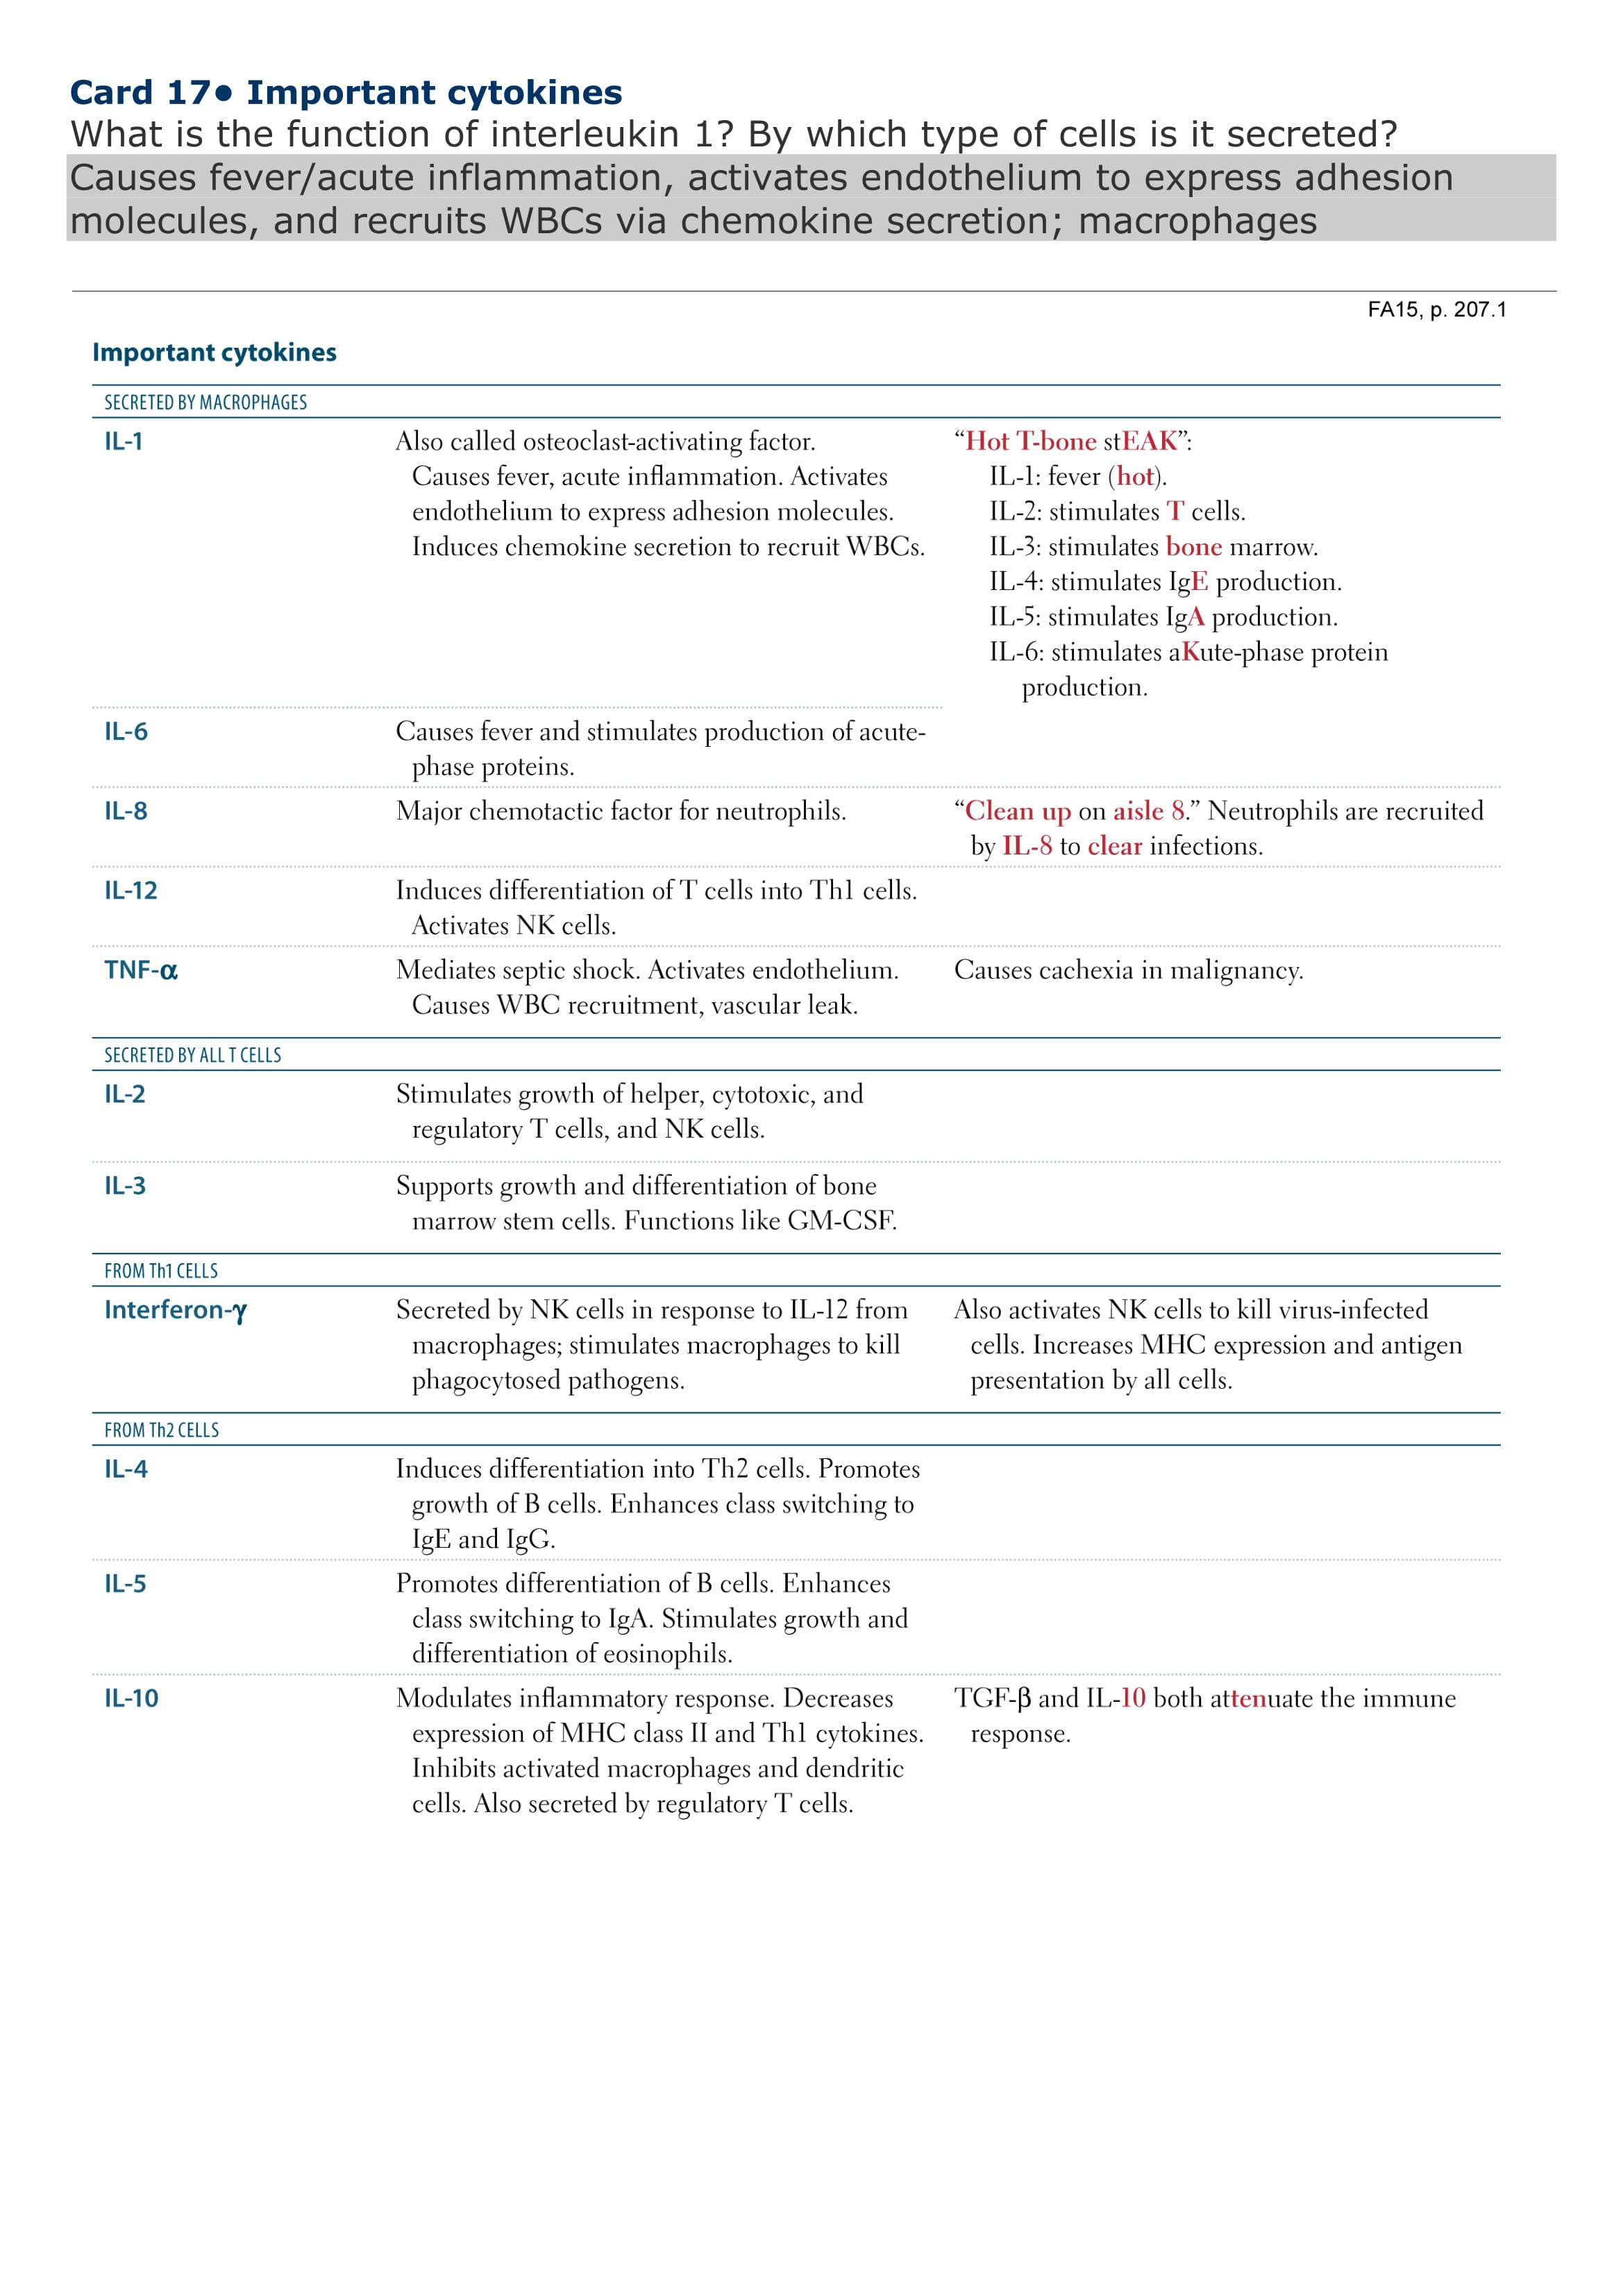 Card 17● Important cytokines
What is the function of interleukin 1? By which type of cells is it secreted?
Causes fever/acute inflammation, activates endothelium to express adhesion
molecules, and recruits WBCs via chemokine secretion; macrophages
FA15, p. 207.1
Important cytokines
SECRETED BY MACROPHAGES
IL-1
Also called osteoclast-activating factor.
Causes fever, acute inflammation. Activates
endothelium to express adhesion molecules.
Induces chemokine secretion to recruit WBCs.
“Hot T-bone stEAK”:
IL-1: fever (hot).
IL-2: stimulates T cells.
IL-3: stimulates bone marrow.
IL-4: stimulates IgE production.
IL-5: stimulates IgA production.
IL-6: stimulates aKute-phase protein
production.
IL-6
Causes fever and stimulates production of acute-
phase proteins.
IL-8
Major chemotactic factor for neutrophils.
“Clean up on aisle 8.” Neutrophils are recruited
by IL-8 to clear infections.
IL-12
Induces differentiation of T cells into Th1 cells.
Activates NK cells.
TNF-α
Mediates septic shock. Activates endothelium.
Causes WBC recruitment, vascular leak.
Causes cachexia in malignancy.
SECRETED BY ALL T CELLS
IL-2
Stimulates growth of helper, cytotoxic, and
regulatory T cells, and NK cells.
IL-3
Supports growth and differentiation of bone
marrow stem cells. Functions like GM-CSF.
FROM Th1 CELLS
Interferon-γ
Secreted by NK cells in response to IL-12 from
macrophages; stimulates macrophages to kill
phagocytosed pathogens.
Also activates NK cells to kill virus-infected
cells. Increases MHC expression and antigen
presentation by all cells.
FROM Th2 CELLS
IL-4
Induces differentiation into Th2 cells. Promotes
growth of B cells. Enhances class switching to
IgE and IgG.
IL-5
Promotes differentiation of B cells. Enhances
class switching to IgA. Stimulates growth and
differentiation of eosinophils.
IL-10
Modulates inflammatory response. Decreases
expression of MHC class II and Th1 cytokines.
Inhibits activated macrophages and dendritic
cells. Also secreted by regulatory T cells.
TGF-β and IL-10 both attenuate the immune
response.